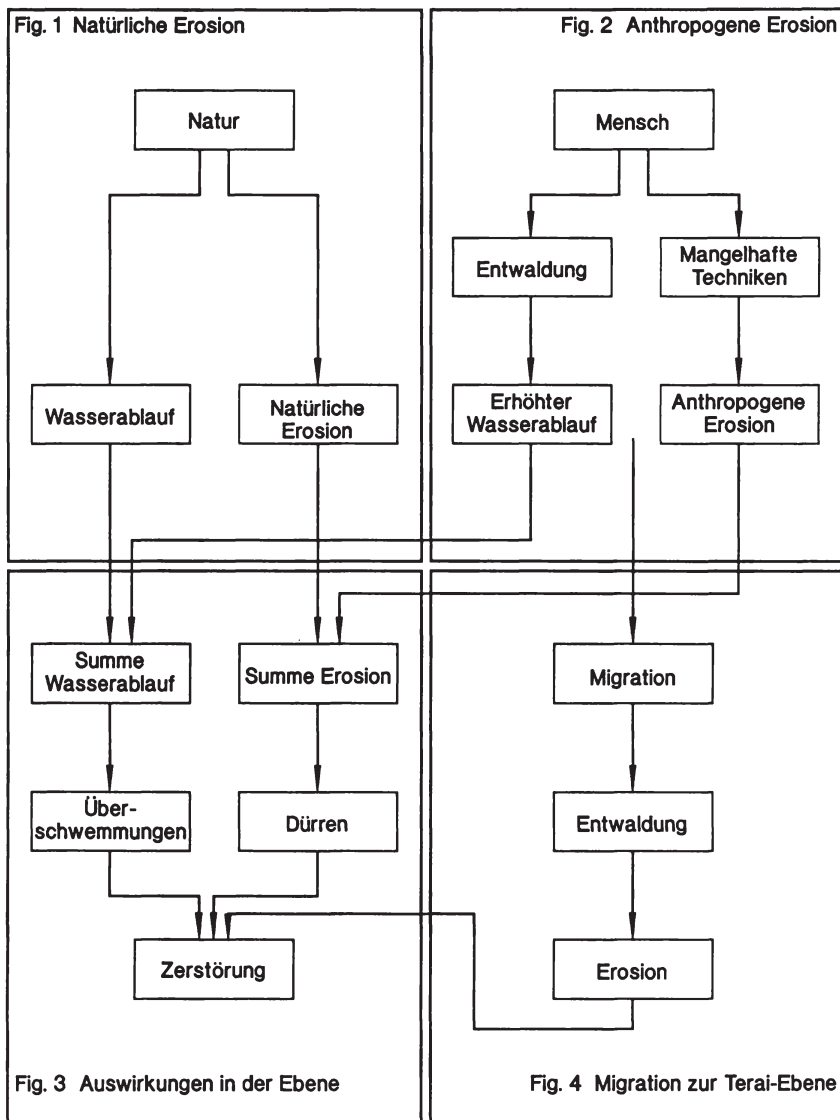 Fig. 1 Natürliche Erosion
Natur
Wasserablauf
Natürliche
Erosion
Fig. 2 Anthropogene Erosion
Mensch
Entwaldung
Mangelhafte
Techniken
Erhöhter
Wasserablauf
Anthropogene
Erosion
Summe
Wasserablauf
Summe Erosion
Über-
schwemmungen
Dürren
Zerstörung
Fig. 3 Auswirkungen in der Ebene
Migration
Entwaldung
Erosion
Fig. 4 Migration zur Terai-Ebene